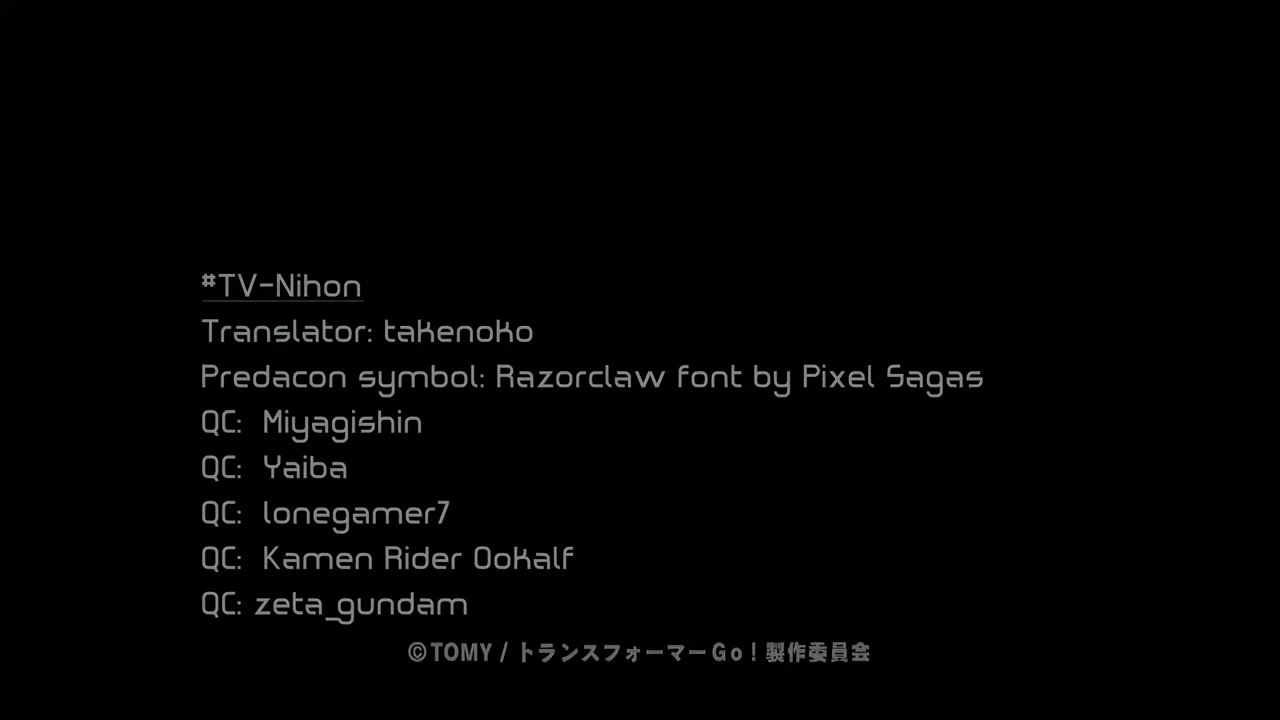 #TV-Nihon
Translator: takenoko
Predacon symbol: Razorclaw font by Pixel Sagas
QC: Miyagishin
QC: Yaiba
QC: lonegamer7
QC: Kamen Rider Ookalf
QC: zeta_gundam
©TOMY / トランスフォーマーGo!製作委員会